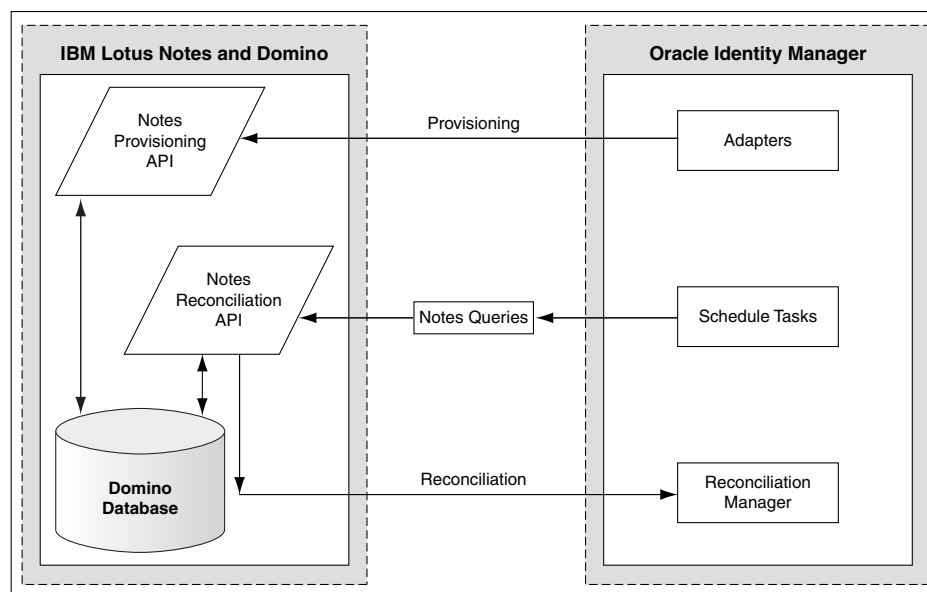 IBM Lotus Notes and Domino
Oracle Identity Manager
Notes
Provisioning
API
Provisioning
Adapters
Notes
Reconciliation
API
Notes Queries
Schedule Tasks
Domino
Database
Reconciliation
Reconciliation
Manager